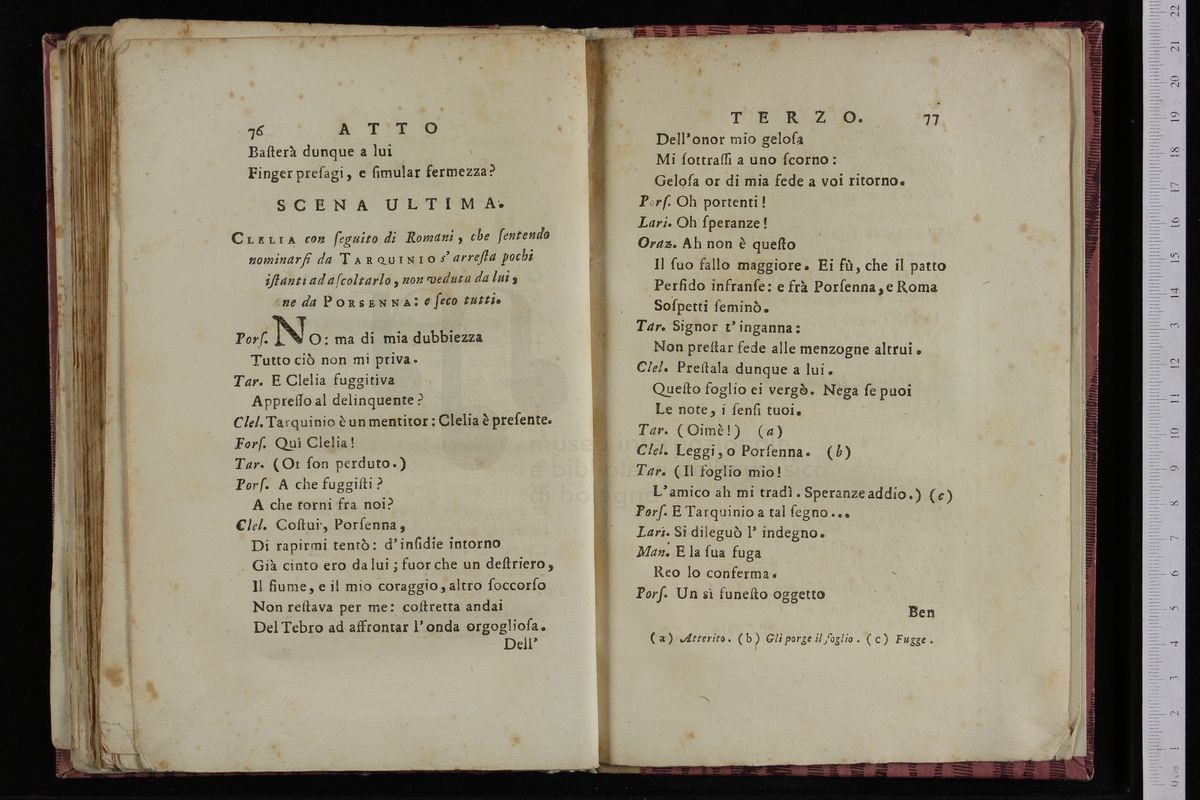 76 ATTO
Baſterà dunque a lui
Finger preſagi, e ſimular fermezza?
SCENA ULTIMA.
CLELIA con ſeguito di Romani, che ſentendo
nominarſi da TARQUINIO s'arreſta pochi
iſtanti ad aſcoltarlo, non veduta da lui,
ne da PORSENNA: e ſeco tutti.
Porſ. NO: ma di mia dubbiezza
Tutto ciò non mi priva.
Tar. E Clelia fuggitiva
Appreſſo al delinquente?
Clel. Tarquinio è un mentitor: Clelia è preſente.
Porſ. Quì Clelia!
Tar. (Or ſon perduto.)
Porſ. A che fuggiſti?
A che torni fra noi?
Clel. Coſtui, Porſenna,
Di rapirmi tentò: d'inſidie intorno
Già cinto ero da lui; fuor che un deſtriero,
Il fiume, e il mio coraggio, altro ſoccorſo
Non reſtava per me: coſtretta andai
Del Tebro ad affrontar l'onda orgoglioſa.
Dell'
TERZO. 77
Dell'onor mio geloſa
Mi ſottraſſi a uno ſcorno:
Geloſa or di mia fede a voi ritorno.
Porſ. Oh portenti!
Lari. Oh ſperanze!
Oraz. Ah non è queſto
Il ſuo fallo maggiore. Ei fù, che il patto
Perfido infranſe: e frà Porſenna, e Roma
Soſpetti ſeminò.
Tar. Signor t'inganna:
Non preſtar fede alle menzogne altrui.
Clel. Preſtala dunque a lui.
Queſto foglio ei vergò. Nega ſe puoi
Le note, i ſenſi tuoi.
Tar. (Oimè!) (a)
Clel. Leggi, o Porſenna. (b)
Tar. (Il foglio mio!
L'amico ah mi tradì. Speranze addio.) (c)
Porſ. E Tarquinio a tal ſegno...
Lari. Si dileguò l' indegno.
Man. E la ſua fuga
Reo lo conferma.
Porſ. Un sì funeſto oggetto
Ben
(a) Atterito. (b) Gli porge il foglio. (c) Fugge.